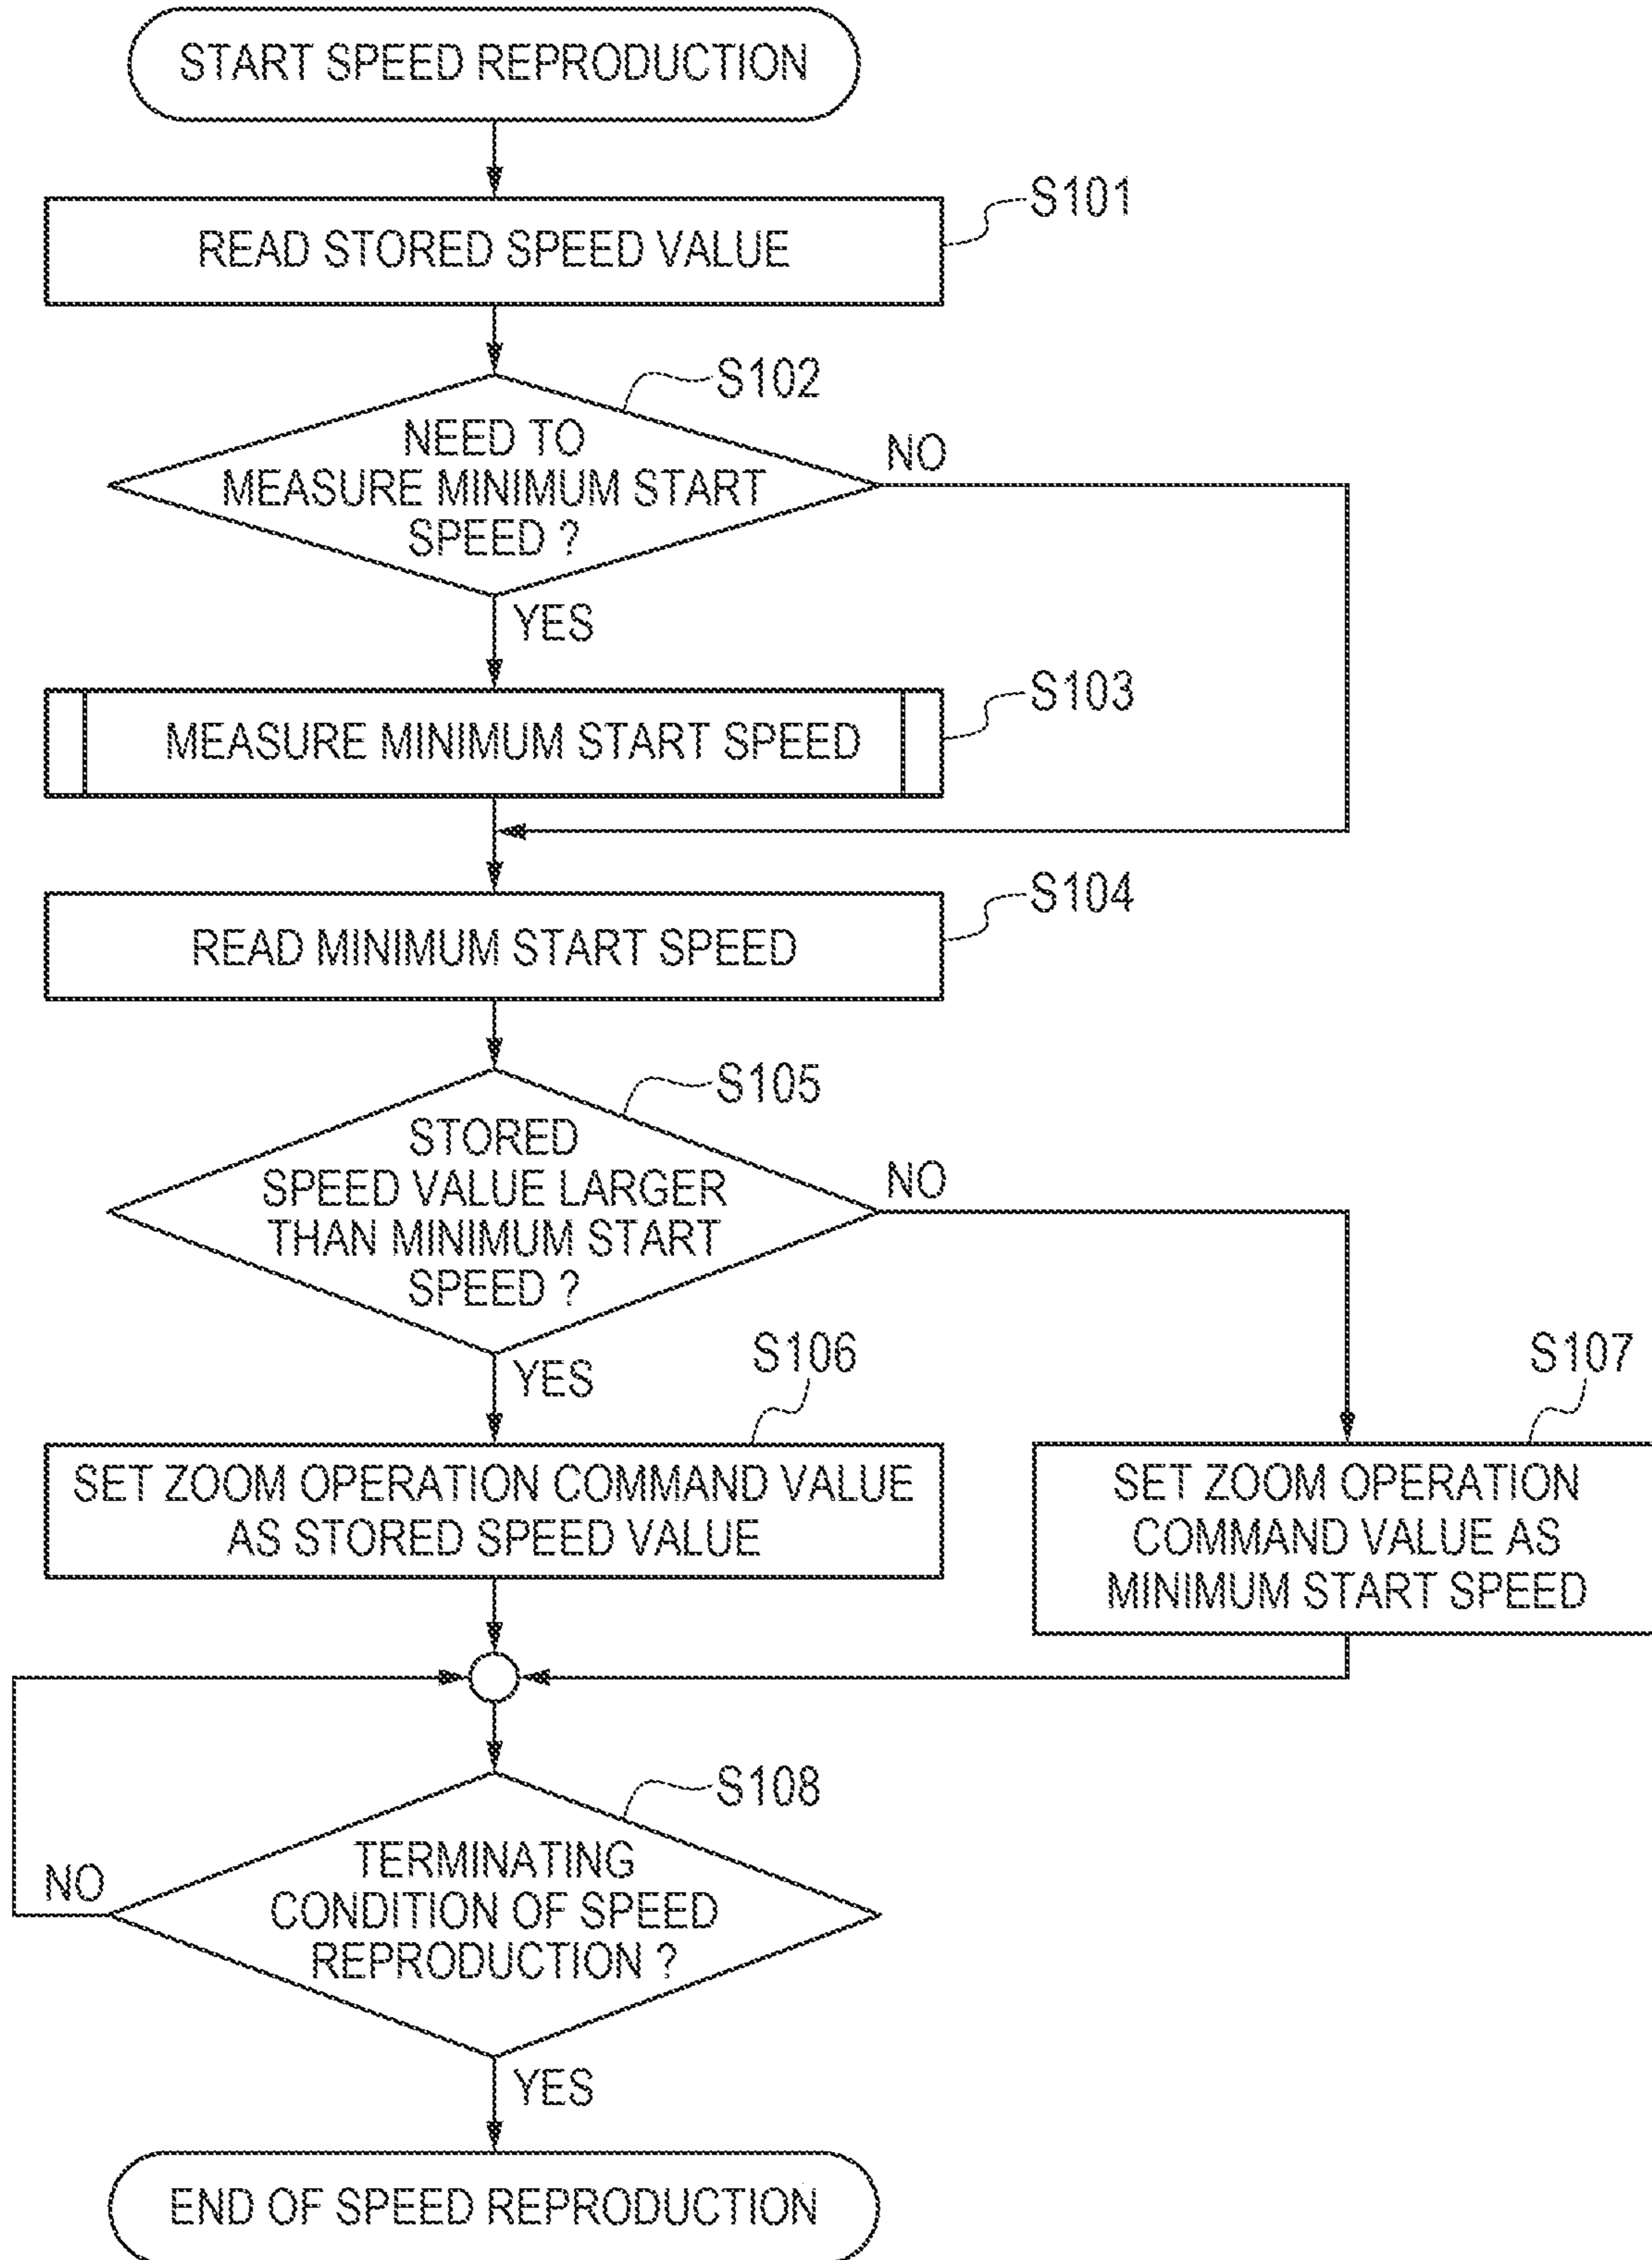 START SPEED REPRODUCTION
S101
READ STORED SPEED VALUE
S102
NEED TO
MEASURE MINIMUM START
SPEED ?
NO
YES
S103
MEASURE MINIMUM START SPEED
S104
READ MINIMUM START SPEED
S105
STORED
SPEED VALUE LARGER
THAN MINIMUM START
SPEED ?
NO
YES
S106
SET ZOOM OPERATION COMMAND VALUE
AS STORED SPEED VALUE
S107
SET ZOOM OPERATION
COMMAND VALUE AS
MINIMUM START SPEED
S108
TERMINATING
CONDITION OF SPEED
REPRODUCTION ?
NO
YES
END OF SPEED REPRODUCTION